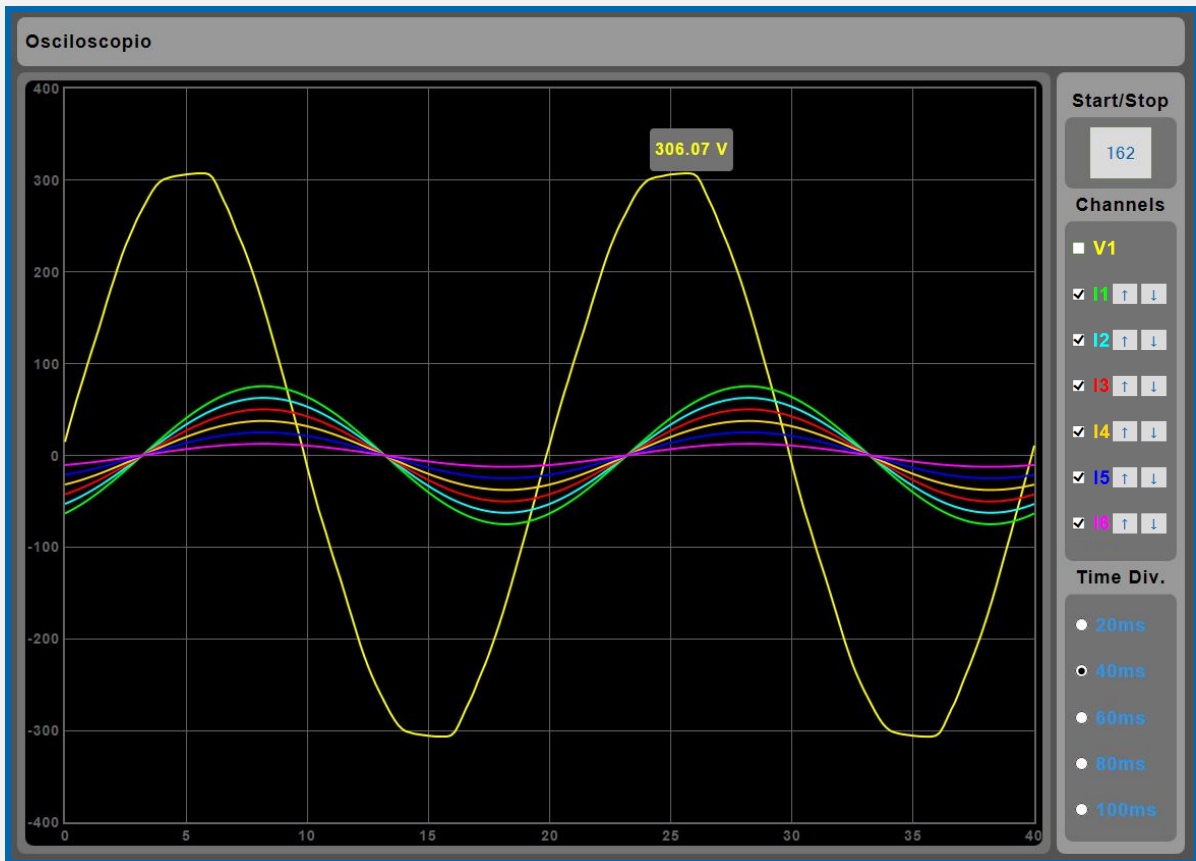 Osciloscopio
400
300
200
100
0
-100
-200
-300
-400
0 5 10 15 20 25 30 35 40
306.07 V
Start/Stop
162
Channels
V1
I1 ↑ ↓
I2 ↑ ↓
I3 ↑ ↓
I4 ↑ ↓
I5 ↑ ↓
I6 ↑ ↓
Time Div.
20ms
40ms
60ms
80ms
100ms